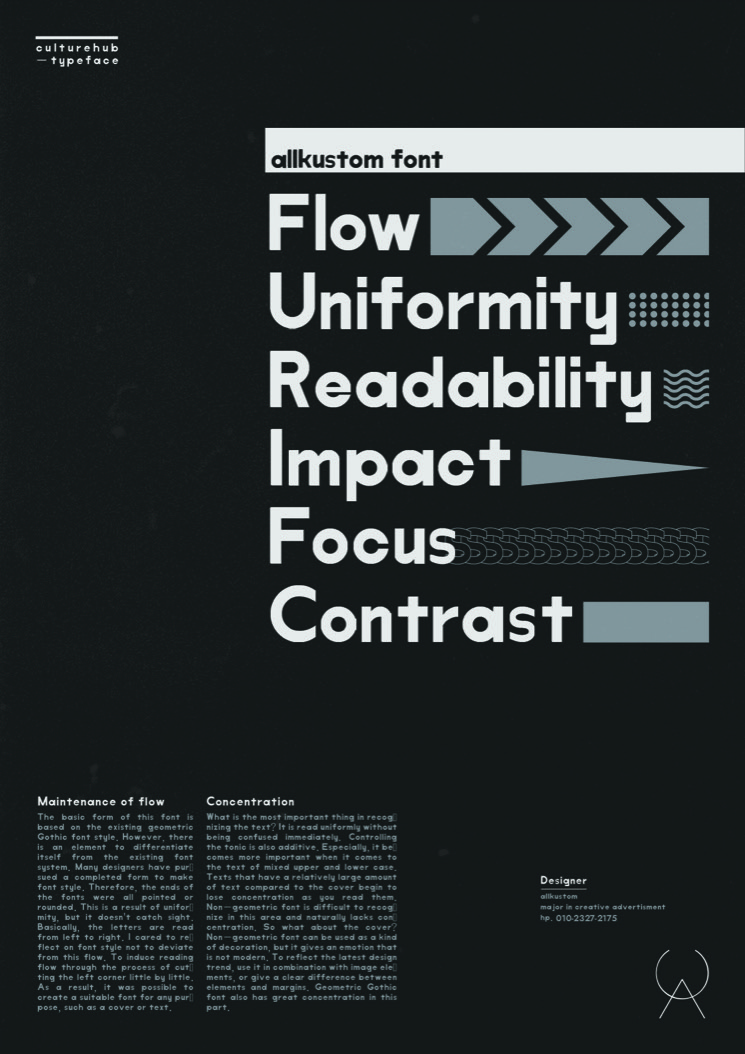 culturehub
—typeface
allkustom font
Flow
Uniformity
Readability
Impact
Focus
Contrast
Maintenance of flow
The basic form of this font is
based on the existing geometric
Gothic font style. However, there
is an element to differentiate
itself from the existing font
system. Many designers have pur▯
sued a completed form to make
font style. Therefore, the ends of
the fonts were all pointed or
rounded. This is a result of unifor▯
mity, but it doesn't catch sight.
Basically, the letters are read
from left to right. I cared to re▯
flect on font style not to deviate
from this flow. To induce reading
flow through the process of cut▯
ting the left corner little by little.
As a result, it was possible to
create a suitable font for any pur▯
pose, such as a cover or text.
Concentration
What is the most important thing in recog▯
nizing the text? It is read uniformly without
being confused immediately. Controlling
the tonic is also additive. Especially, it be▯
comes more important when it comes to
the text of mixed upper and lower case.
Texts that have a relatively large amount
of text compared to the cover begin to
lose concentration as you read them.
Non—geometric font is difficult to recog▯
nize in this area and naturally lacks con▯
centration. So what about the cover?
Non—geometric font can be used as a kind
of decoration, but it gives an emotion that
is not modern. To reflect the latest design
trend, use it in combination with image ele▯
ments, or give a clear difference between
elements and margins. Geometric Gothic
font also has great concentration in this
part.
Designer
allkustom
major in creative advertisment
hp. 010-2327-2175